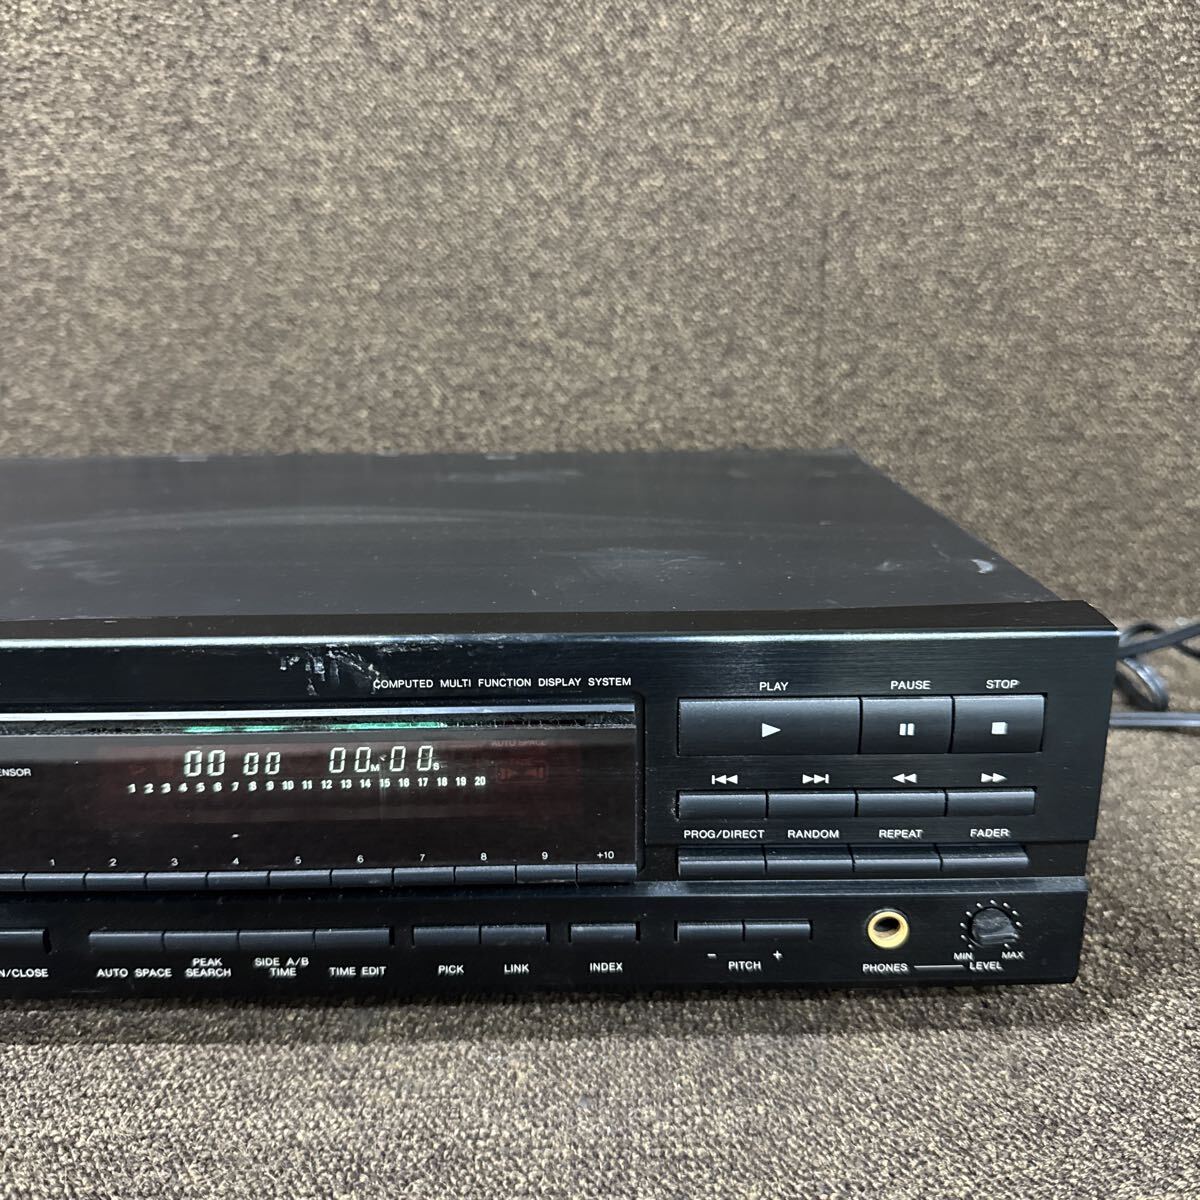 COMPUTED MULTI FUNCTION DISPLAY SYSTEM
PLAY PAUSE STOP
AUTO SPACE
00 00 00M 00S
ENSOR
1 2 3 4 5 6 7 8 9 10 11 12 13 14 15 16 17 18 19 20
PROG/DIRECT RANDOM REPEAT FADER
1 2 3 4 5 6 7 8 9 +10
N/CLOSE
AUTO SPACE
PEAK SEARCH
SIDE A/B TIME
TIME EDIT
PICK
LINK
INDEX
- PITCH +
PHONES
MIN LEVEL MAX